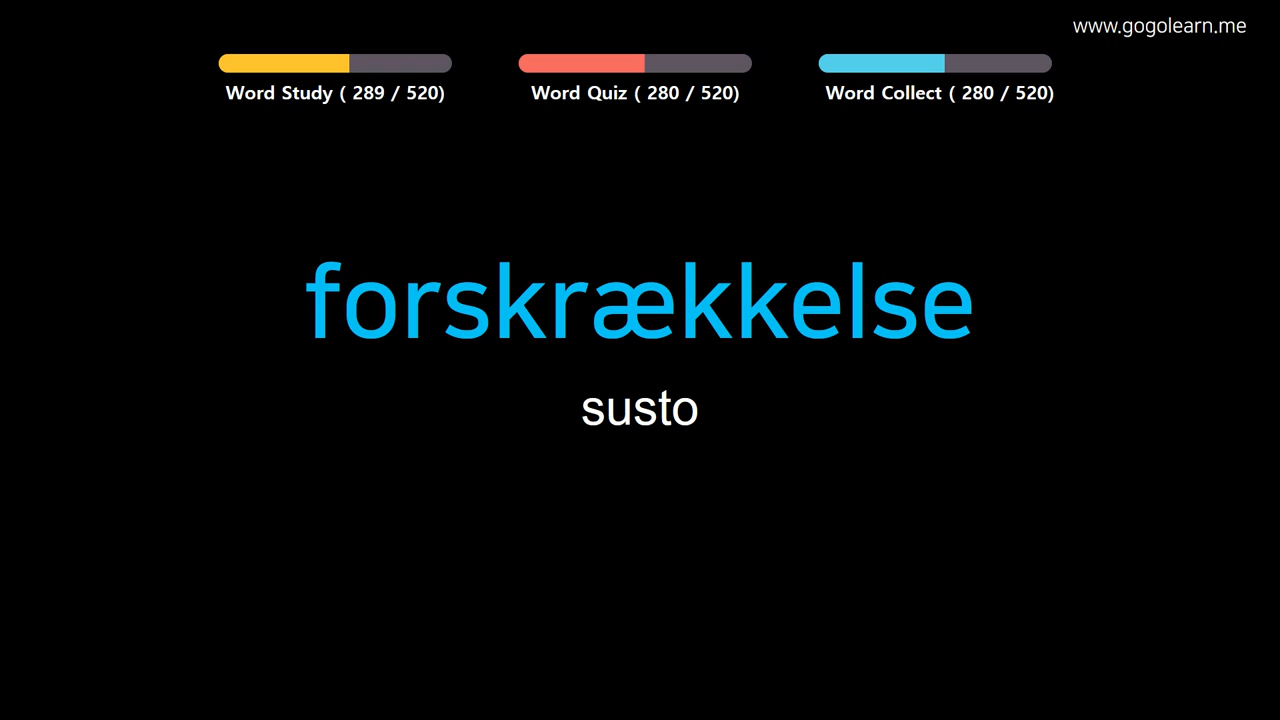 www.gogolearn.me
Word Study ( 289 / 520)
Word Quiz ( 280 / 520)
Word Collect ( 280 / 520)
forskrækkelse
susto